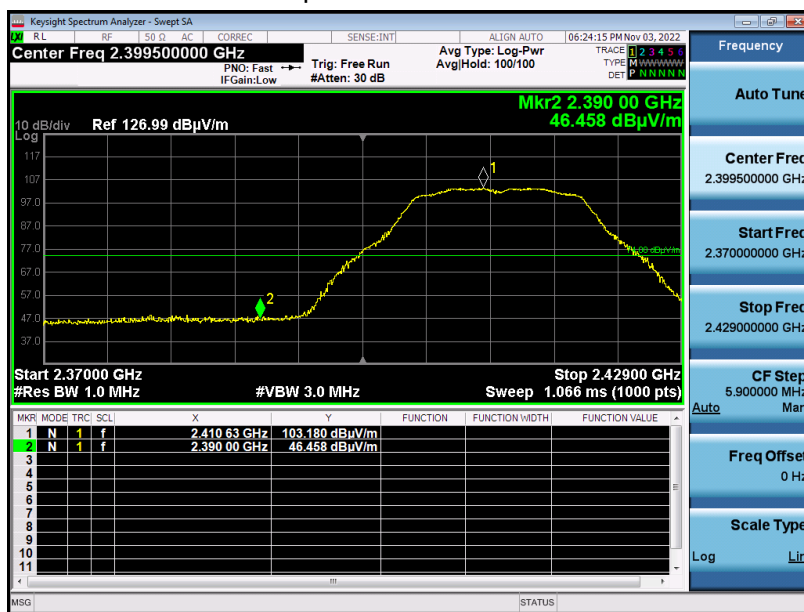 Keysight Spectrum Analyzer - Swept SA
LXI RL RF 50 Ω AC CORREC SENSE:INT ALIGN AUTO 06:24:15 PM Nov 03, 2022
Center Freq 2.399500000 GHz
PNO: Fast
IFGain:Low
Trig: Free Run
#Atten: 30 dB
Avg Type: Log-Pwr
Avg|Hold: 100/100
TRACE 1 2 3 4 5 6
TYPE M WWWWW
DET P N N N N N
Mkr2 2.390 00 GHz
46.458 dBµV/m
10 dB/div Ref 126.99 dBµV/m
Log
117
107
97.0
87.0
77.0
67.0
57.0
47.0
37.0
1
2
Start 2.37000 GHz Stop 2.42900 GHz
#Res BW 1.0 MHz #VBW 3.0 MHz Sweep 1.066 ms (1000 pts)
MKR MODE TRC SCL X Y FUNCTION FUNCTION WIDTH FUNCTION VALUE
1 N 1 f 2.410 63 GHz 103.180 dBµV/m
2 N 1 f 2.390 00 GHz 46.458 dBµV/m
3
4
5
6
7
8
9
10
11
MSG STATUS
Frequency
Auto Tune
Center Freq
2.399500000 GHz
Start Freq
2.370000000 GHz
Stop Freq
2.429000000 GHz
CF Step
5.900000 MHz
Auto Man
Freq Offset
0 Hz
Scale Type
Log Lin